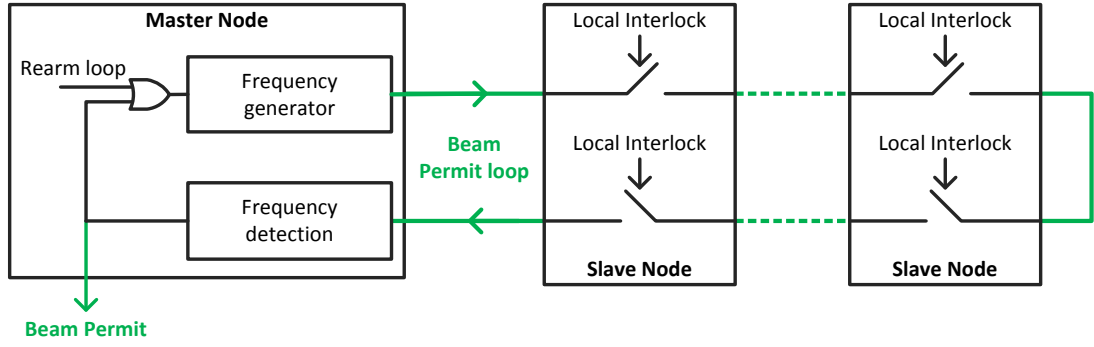 Master Node
Rearm loop
Frequency
generator
Frequency
detection
Beam Permit
Beam
Permit loop
Local Interlock
Local Interlock
Slave Node
Local Interlock
Local Interlock
Slave Node